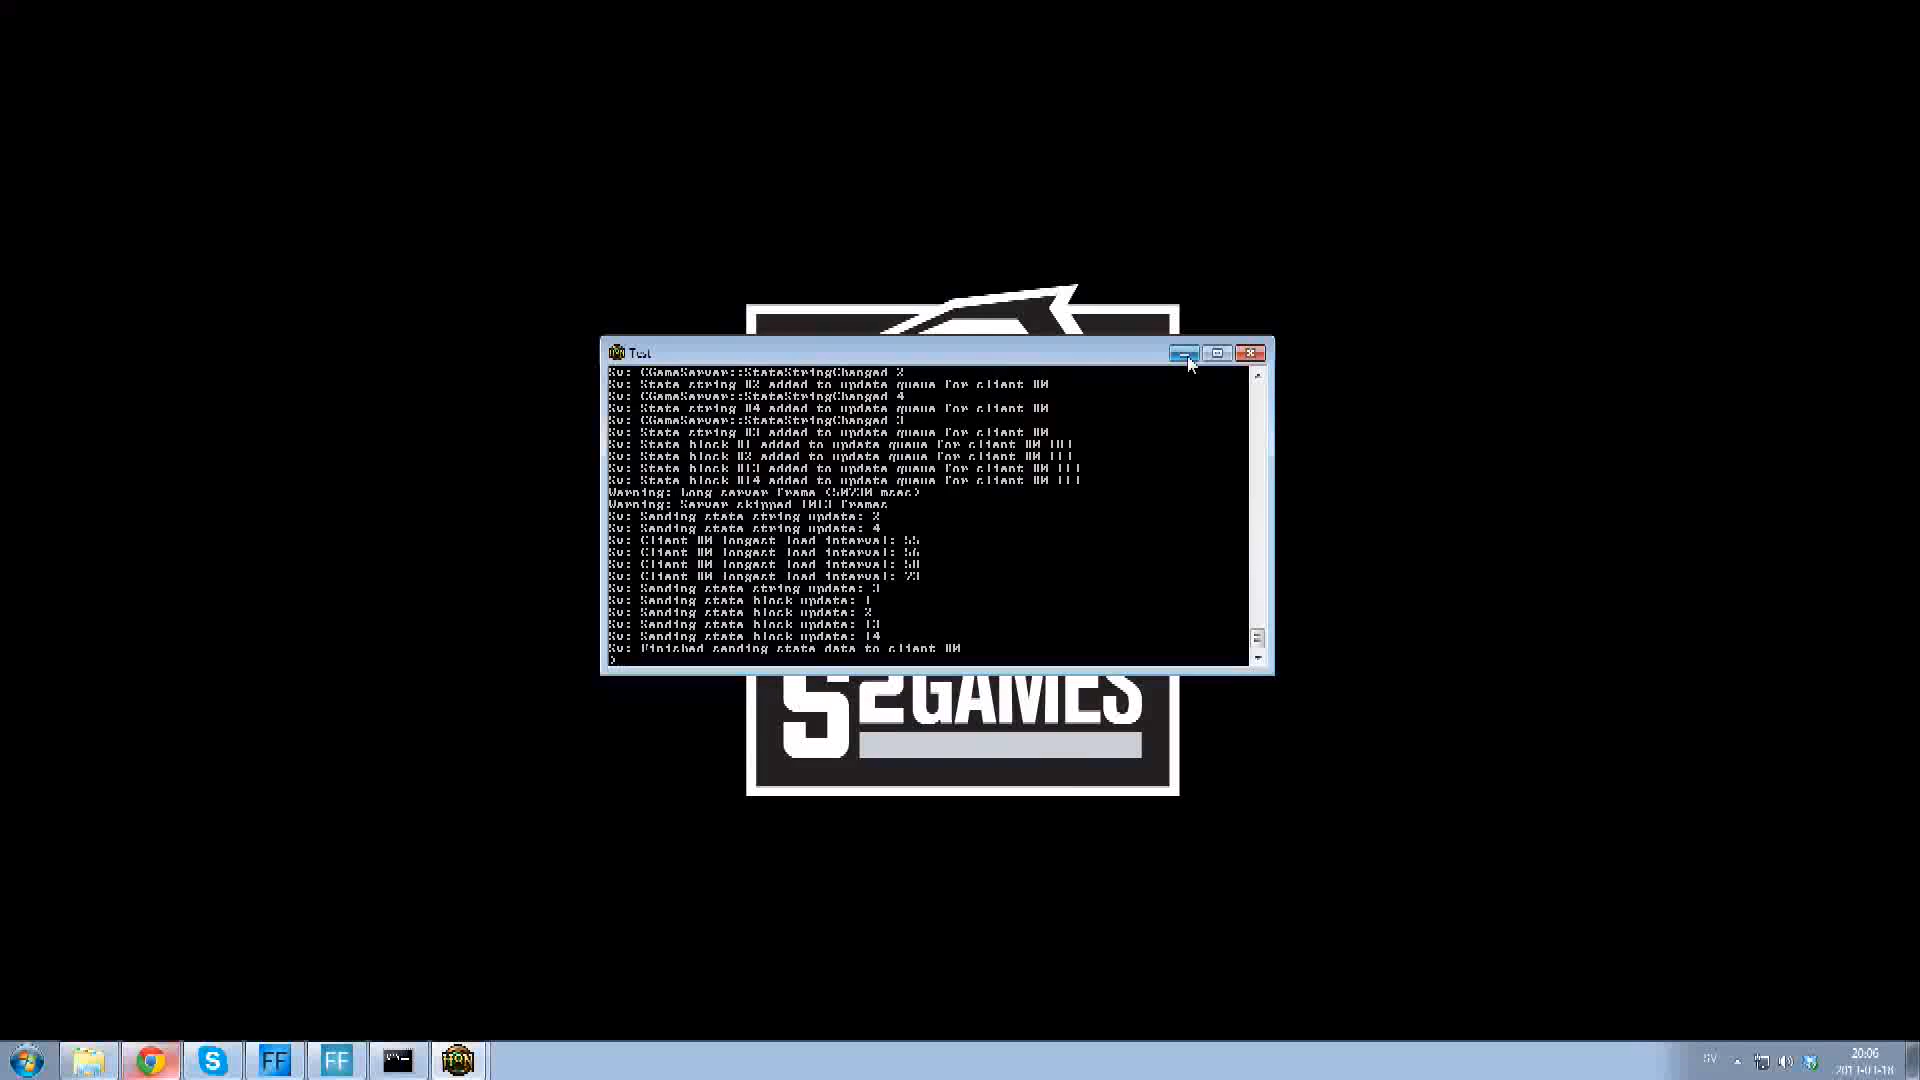 Test
Sv: CGameServer::StateStringChanged 2
Sv: State string #2 added to update queue for client #0
Sv: CGameServer::StateStringChanged 4
Sv: State string #4 added to update queue for client #0
Sv: CGameServer::StateStringChanged 3
Sv: State string #3 added to update queue for client #0
Sv: State block #1 added to update queue for client #0
Sv: State block #2 added to update queue for client #0
Sv: State block #13 added to update queue for client #0
Sv: State block #14 added to update queue for client #0
Warning: Long server frame msec)
Warning: Server skipped frames
Sv: Sending state string update: 2
Sv: Sending state string update: 4
Sv: Client #0 longest load interval: 55
Sv: Client #0 longest load interval: 56
Sv: Client #0 longest load interval:
Sv: Client #0 longest load interval:
Sv: Sending state string update: 3
Sv: Sending state block update: 1
Sv: Sending state block update: 2
Sv: Sending state block update: 13
Sv: Sending state block update: 14
Sv: Finished sending state data to client #0
>
S2GAMES
FF
FF
HON
SV
20:06